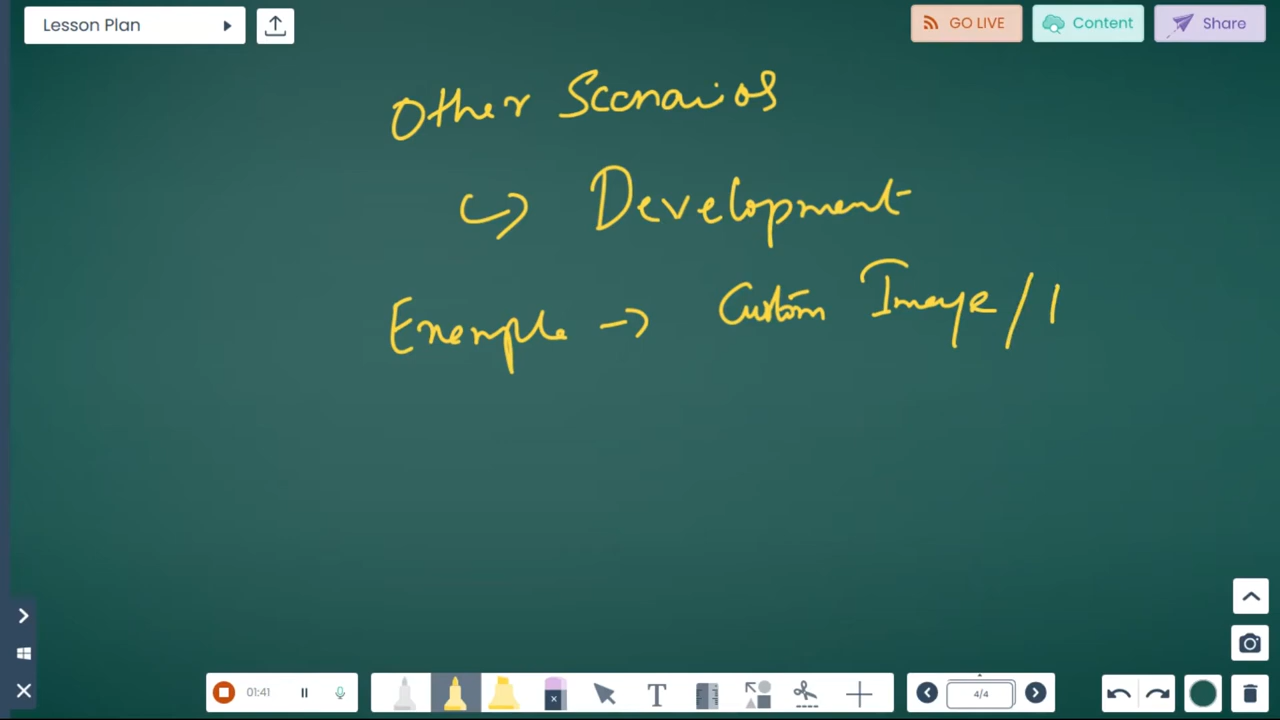 Lesson Plan
GO LIVE
Content
Share
Other Scenarios
↳ Development
Example → Custom Image / I
01:41
T
4/4